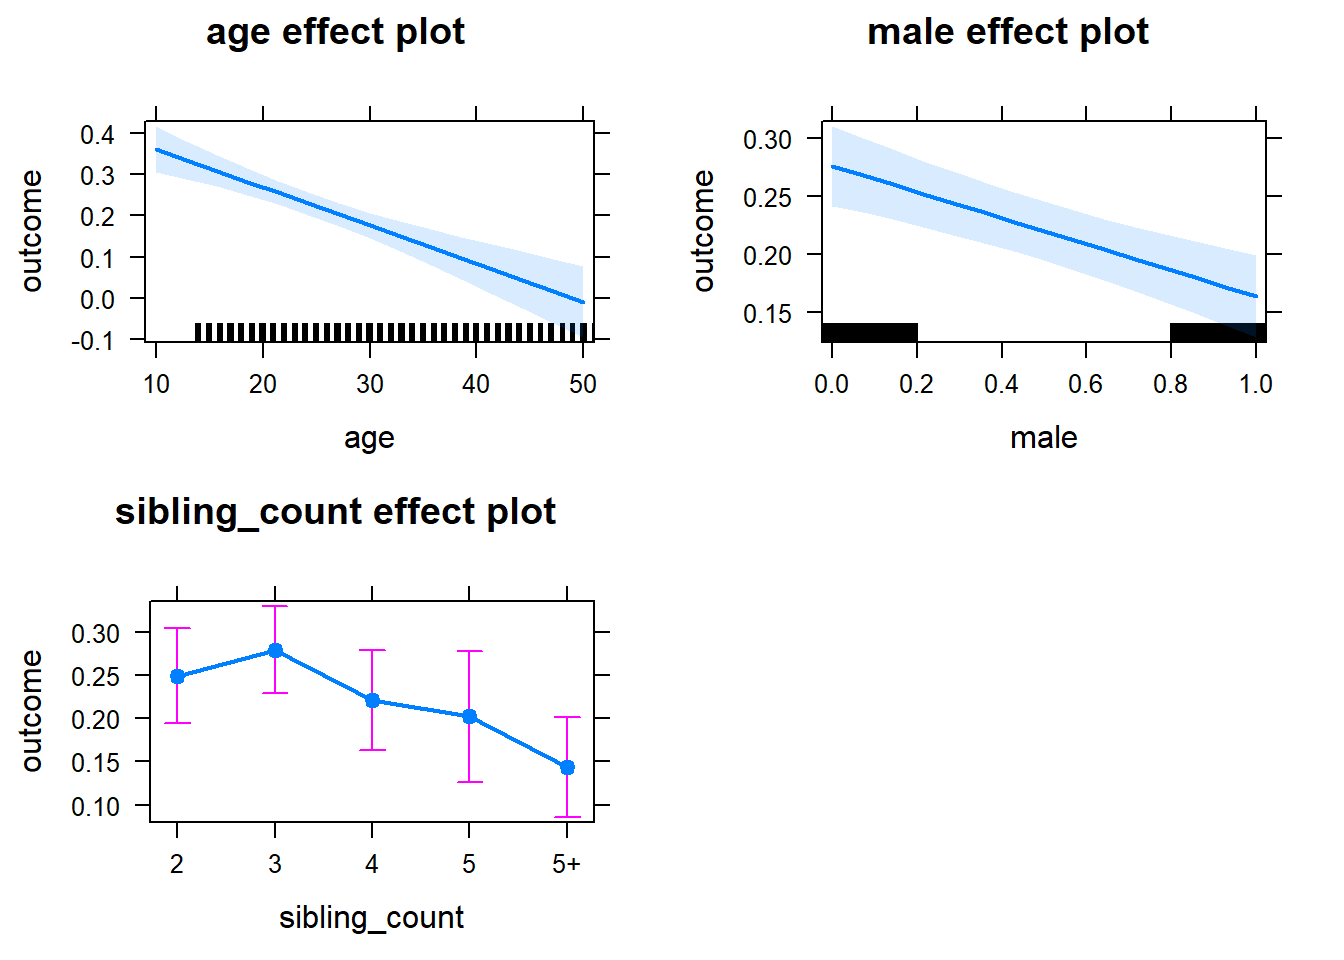 age effect plot
outcome
0.4
0.3
0.2
0.1
0.0
-0.1
10 20 30 40 50
age
male effect plot
outcome
0.30
0.25
0.20
0.15
0.0 0.2 0.4 0.6 0.8 1.0
male
sibling_count effect plot
outcome
0.30
0.25
0.20
0.15
0.10
2 3 4 5 5+
sibling_count